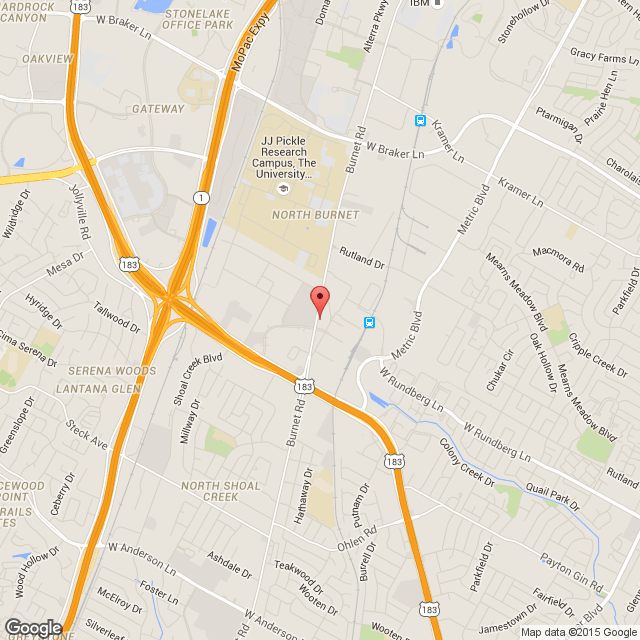 183
STONELAKE
OFFICE PARK
MoPac Expy
W Braker Ln
CANYON
OAKVIEW
GATEWAY
IBM
Alterra Pkwy
Stonehollow Dr
Gracy Farms Ln
Prairie Hen Ln
Ptarmigan Dr
Kramer Ln
W Braker Ln
Kramer Ln
Metric Blvd
JJ Pickle
Research
Campus, The
University...
Burnet Rd
NORTH BURNET
1
Jollyville Rd
Wildridge Dr
Mesa Dr
183
Rutland Dr
Macmora Rd
Parkfield Dr
Mearns Meadow Blvd
Oak Hollow Dr
Cripple Creek Dr
Mearns Meadow Blvd
Chukar Cir
Metric Blvd
W Rundberg Ln
W Rundberg Ln
Hyridge Dr
Tallwood Dr
Cima Serena Dr
SERENA WOODS
LANTANA GLEN
Shoal Creek Blvd
Millway Dr
183
Burnet Rd
Greenslope Dr
Steck Ave
183
Colony Creek Dr
Quail Park Dr
Rutland
NORTH SHOAL
CREEK
Hathaway Dr
Putnam Dr
Ohlen Rd
Ceberry Dr
Wood Hollow Dr
W Anderson Ln
Ashdale Dr
Teakwood Dr
Wooten Dr
Burrell Dr
Parkfield Dr
Payton Gin Rd
Fairfield Dr
Jamestown Dr
McElroy Dr
Foster Ln
Silverleaf
W Anderson Ln
Wooten
183
Google
Map data ©2015 Google